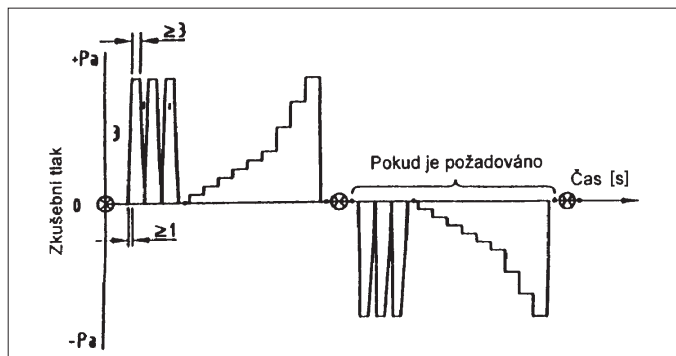 ≥3
+Pa
Zkušební tlak
0
Pokud je požadováno
Čas [s]
≥1
-Pa